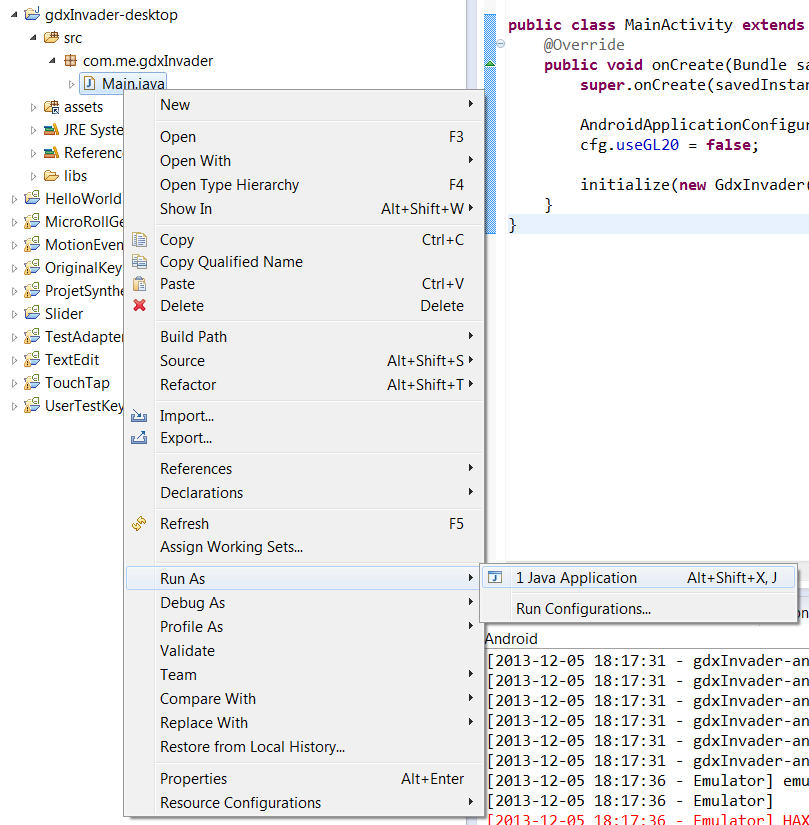 gdxInvader-desktop
src
com.me.gdxInvader
Main.java
assets
JRE Syste
Referenc
libs
HelloWorld
MicroRollGe
MotionEven
OriginalKey
ProjetSynthe
Slider
TestAdapter
TextEdit
TouchTap
UserTestKey
New
Open F3
Open With
Open Type Hierarchy F4
Show In Alt+Shift+W
Copy Ctrl+C
Copy Qualified Name
Paste Ctrl+V
Delete Delete
Build Path
Source Alt+Shift+S
Refactor Alt+Shift+T
Import...
Export...
References
Declarations
Refresh F5
Assign Working Sets...
Run As
Debug As
Profile As
Validate
Team
Compare With
Replace With
Restore from Local History...
Properties Alt+Enter
Resource Configurations
1 Java Application Alt+Shift+X, J
Run Configurations...
public class MainActivity extends
@Override
public void onCreate(Bundle sa
super.onCreate(savedInstan
AndroidApplicationConfigur
cfg.useGL20 = false;
initialize(new GdxInvader(
}
}
on
Android
[2013-12-05 18:17:31 - gdxInvader-an
[2013-12-05 18:17:31 - gdxInvader-an
[2013-12-05 18:17:31 - gdxInvader-an
[2013-12-05 18:17:31 - gdxInvader-an
[2013-12-05 18:17:31 - gdxInvader-an
[2013-12-05 18:17:31 - gdxInvader-an
[2013-12-05 18:17:36 - Emulator] emu
[2013-12-05 18:17:36 - Emulator]
[2013-12-05 18:17:36 - Emulator] HAX